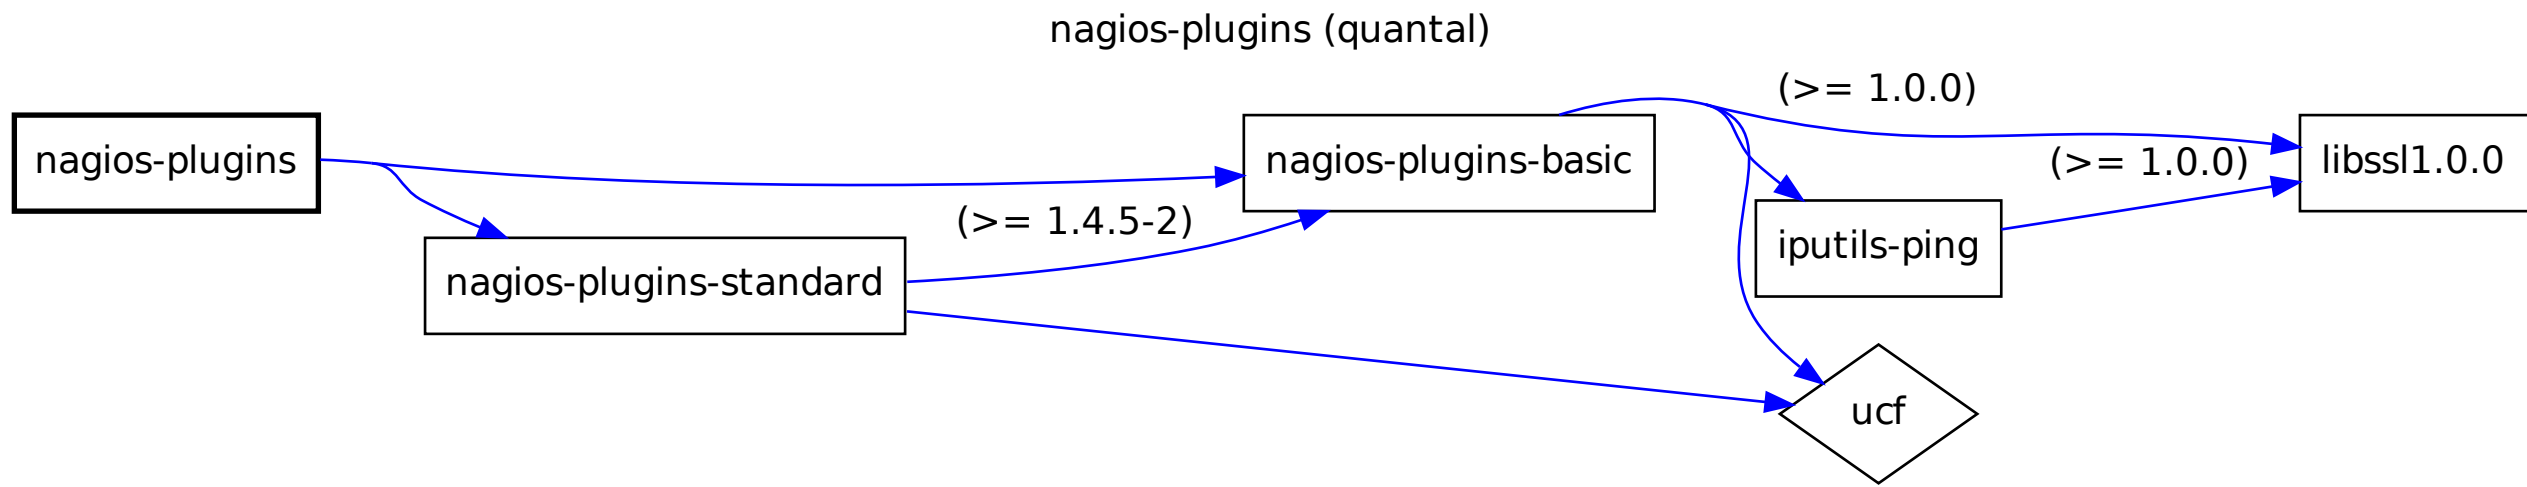 nagios-plugins (quantal)
(>= 1.0.0)
nagios-plugins
nagios-plugins-basic
libssl1.0.0
(>= 1.0.0)
(>= 1.4.5-2)
iputils-ping
nagios-plugins-standard
ucf